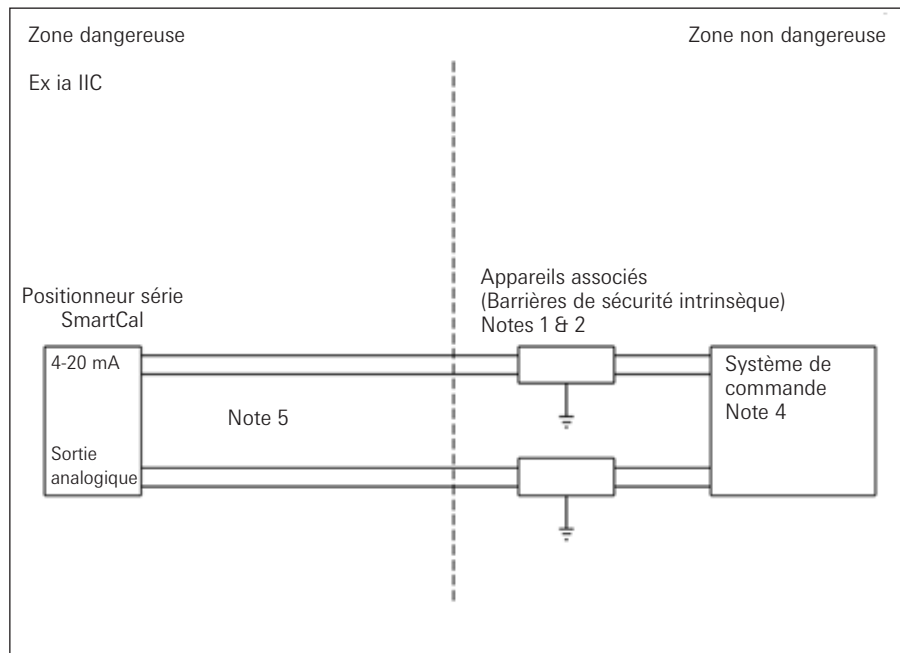 Zone dangereuse
Zone non dangereuse
Ex ia IIC
Appareils associés
(Barrières de sécurité intrinsèque)
Notes 1 & 2
Positionneur série
SmartCal
4-20 mA
Système de
commande
Note 4
Note 5
Sortie
analogique